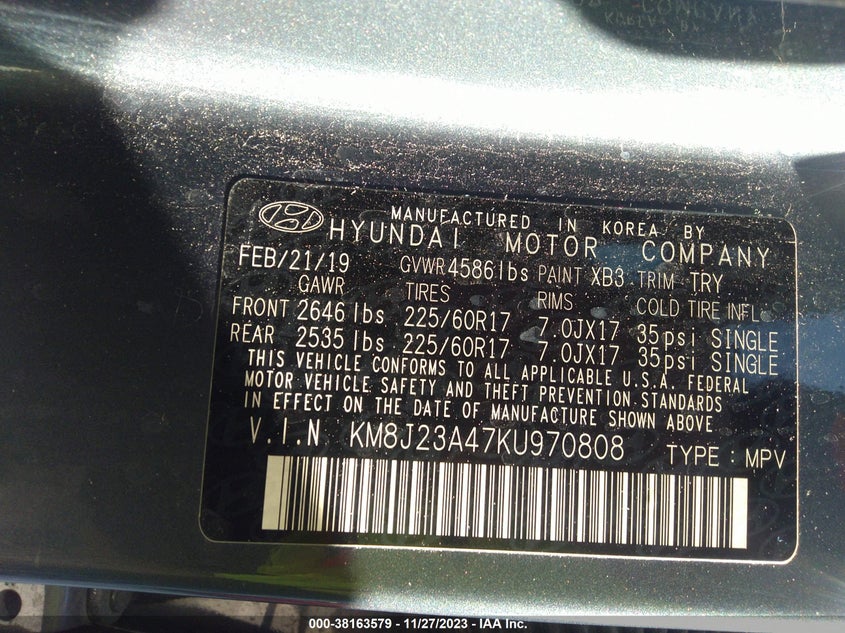 MANUFACTURED IN KOREA BY
HYUNDAI MOTOR COMPANY
FEB/21/19 GVWR 4586lbs PAINT XB3 TRIM TRY
GAWR TIRES RIMS COLD TIRE INFL
FRONT 2646 lbs 225/60R17 7.0JX17 35psi SINGLE
REAR 2535 lbs 225/60R17 7.0JX17 35psi SINGLE
THIS VEHICLE CONFORMS TO ALL APPLICABLE U.S.A. FEDERAL
MOTOR VEHICLE SAFETY AND THEFT PREVENTION STANDARDS
IN EFFECT ON THE DATE OF MANUFACTURE SHOWN ABOVE
V.I.N KM8J23A47KU970808 TYPE : MPV
000-38163579 - 11/27/2023 - IAA Inc.